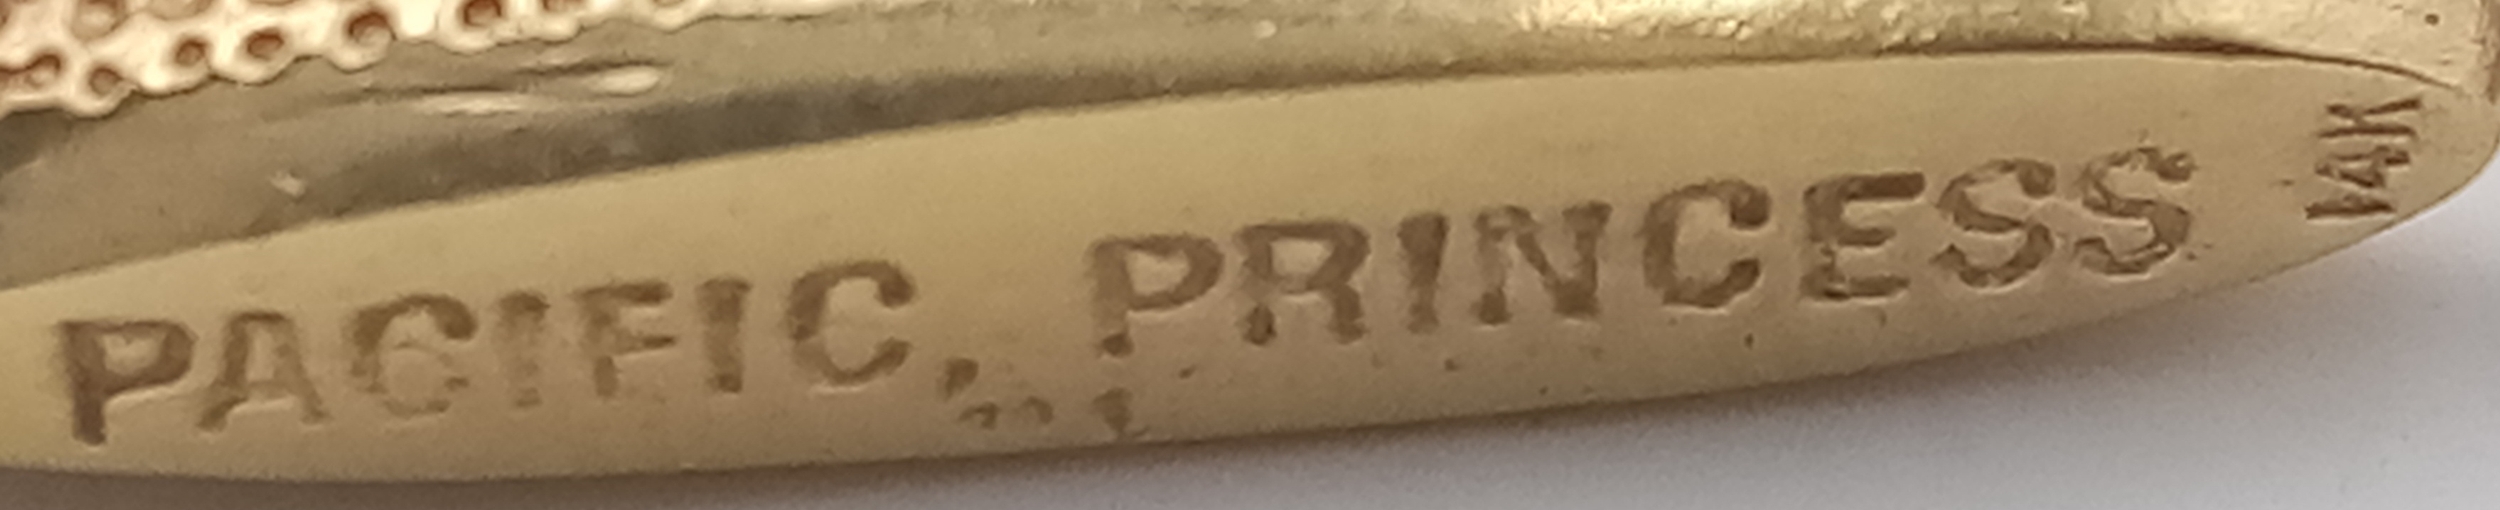 PACIFIC, PRINCESS
14K